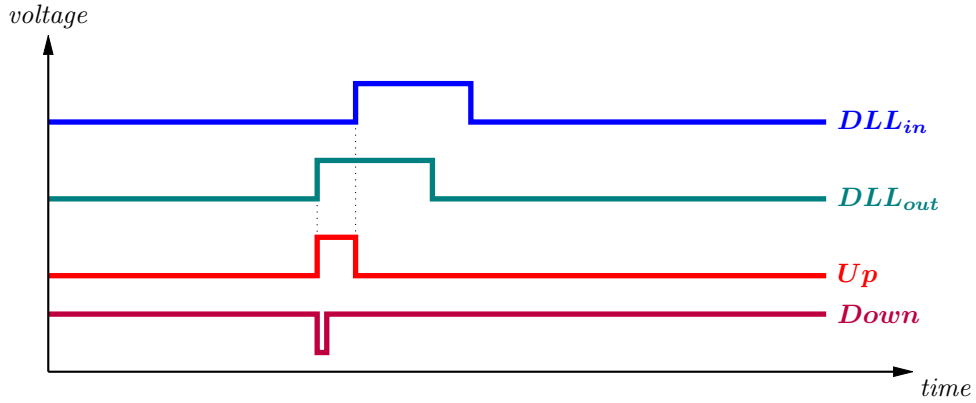 voltage
DLL_in
DLL_out
Up
Down
time